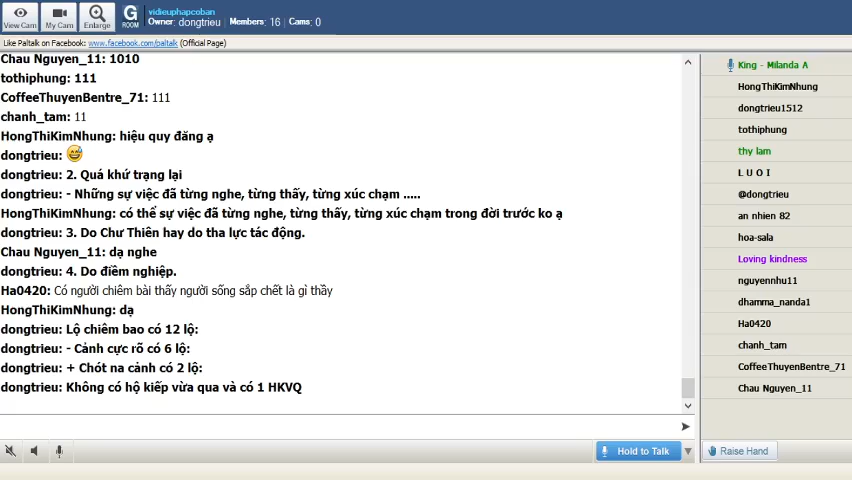 vidieuphapcoban
Owner: dongtrieu Members: 16 Cams: 0
View Cam My Cam Enlarge G ROOM
Like Paltalk on Facebook: www.facebook.com/paltalk (Official Page)
Chau Nguyen_11: 1010
tothiphung: 111
CoffeeThuyenBentre_71: 111
chanh_tam: 11
HongThiKimNhung: hiệu quy đăng ạ
dongtrieu:
dongtrieu: 2. Quá khứ trạng lại
dongtrieu: - Những sự việc đã từng nghe, từng thấy, từng xúc chạm .....
HongThiKimNhung: có thể sự việc đã từng nghe, từng thấy, từng xúc chạm trong đời trước ko ạ
dongtrieu: 3. Do Chư Thiên hay do tha lực tác động.
Chau Nguyen_11: dạ nghe
dongtrieu: 4. Do điềm nghiệp.
Ha0420: Có người chiêm bài thấy người sống sắp chết là gì thầy
HongThiKimNhung: dạ
dongtrieu: Lộ chiêm bao có 12 lộ:
dongtrieu: - Cảnh cực rõ có 6 lộ:
dongtrieu: + Chót na cảnh có 2 lộ:
dongtrieu: Không có hộ kiếp vừa qua và có 1 HKVQ
Hold to Talk
King - Milanda A
HongThiKimNhung
dongtrieu1512
tothiphung
thy lam
L U O I
@dongtrieu
an nhien 82
hoa-sala
Loving kindness
nguyennhu11
dhamma_nanda1
Ha0420
chanh_tam
CoffeeThuyenBentre_71
Chau Nguyen_11
Raise Hand